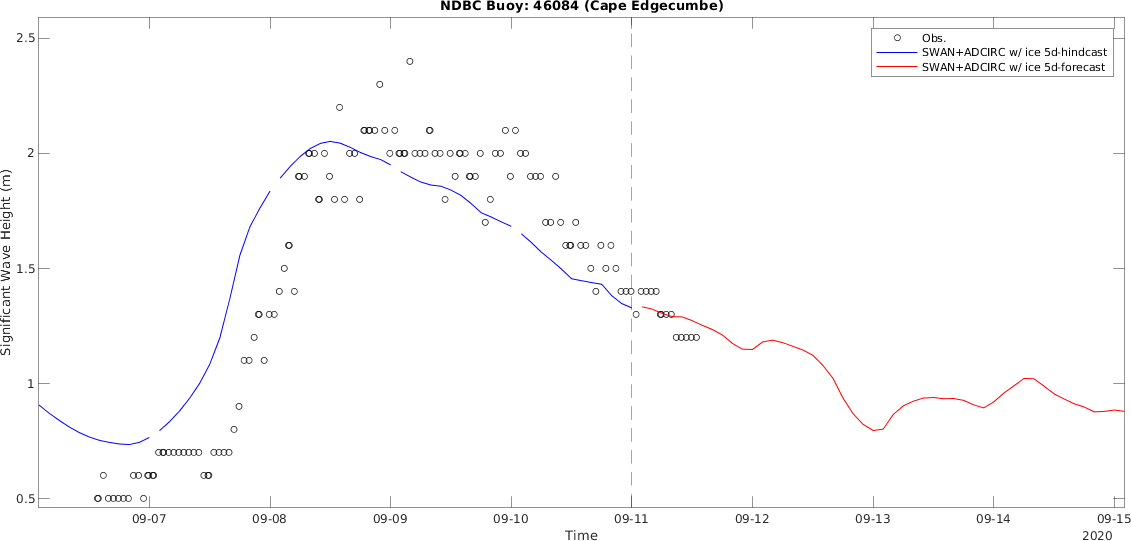 NDBC Buoy: 46084 (Cape Edgecumbe)
Obs.
SWAN+ADCIRC w/ ice 5d-hindcast
SWAN+ADCIRC w/ ice 5d-forecast
Significant Wave Height (m)
2.5
2
1.5
1
0.5
09-07 09-08 09-09 09-10 09-11 09-12 09-13 09-14 09-15
Time
2020